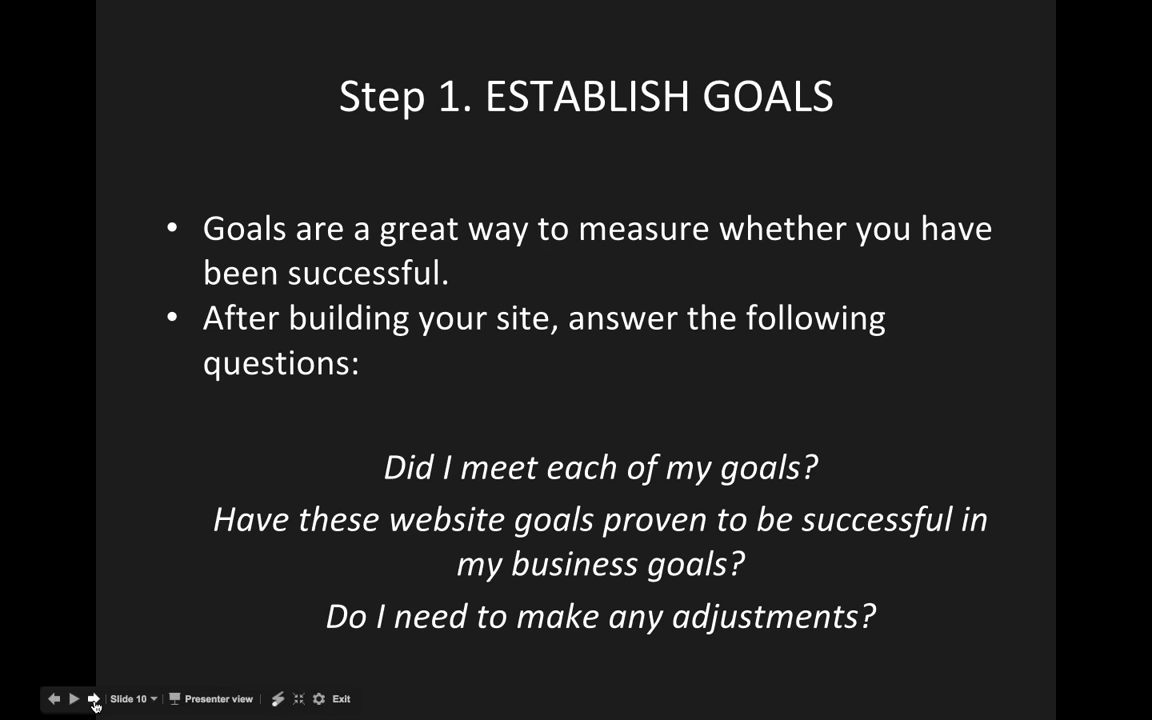 Step 1. ESTABLISH GOALS
• Goals are a great way to measure whether you have
been successful.
• After building your site, answer the following
questions:
Did I meet each of my goals?
Have these website goals proven to be successful in
my business goals?
Do I need to make any adjustments?
Slide 10 Presenter view Exit